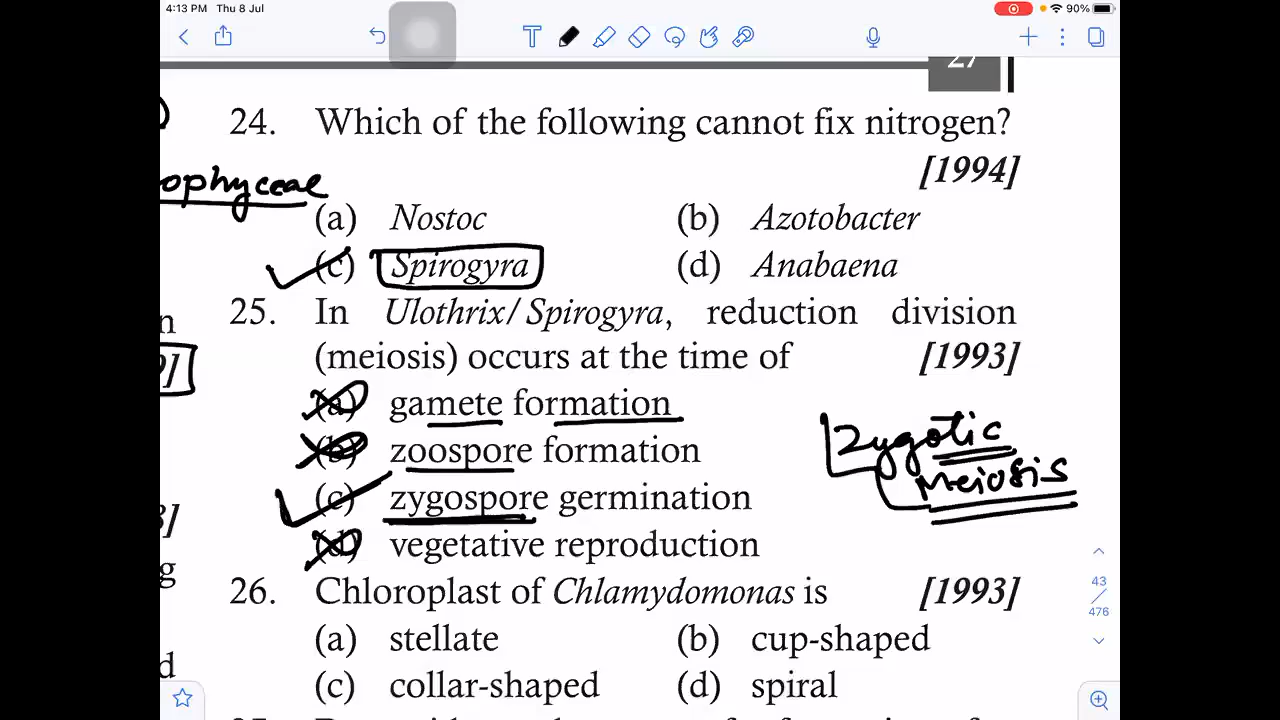 4:13 PM Thu 8 Jul
90%
27
24. Which of the following cannot fix nitrogen?
[1994]
ophyceae
(a) Nostoc (b) Azotobacter
(c) Spirogyra (d) Anabaena
25. In Ulothrix/Spirogyra, reduction division
(meiosis) occurs at the time of [1993]
(a) gamete formation
(b) zoospore formation
Zygotic
Meiosis
(c) zygospore germination
(d) vegetative reproduction
26. Chloroplast of Chlamydomonas is [1993]
(a) stellate (b) cup-shaped
(c) collar-shaped (d) spiral
n
g
d
43
/
476